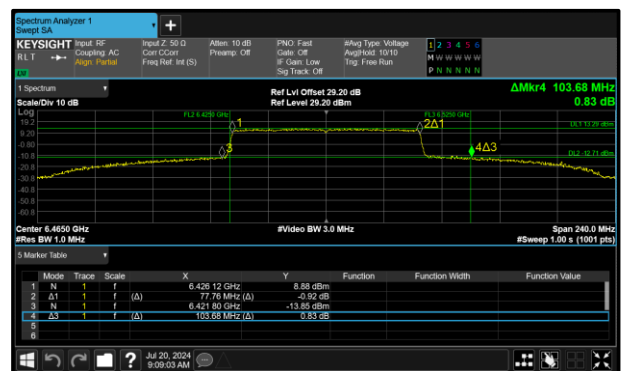 Spectrum Analyzer 1
Swept SA
KEYSIGHT Input: RF Input Z: 50 Ω Atten: 10 dB PNO: Fast #Avg Type: Voltage 1 2 3 4 5 6
RLT Coupling: AC Corr CCorr Preamp: Off Gate: Off Avg|Hold: 10/10 M W W W W W
Align: Partial Freq Ref: Int (S) IF Gain: Low Trig: Free Run
Sig Track: Off P N N N N N
1 Spectrum Ref Lvl Offset 29.20 dB ΔMkr4 103.68 MHz
Scale/Div 10 dB Ref Level 29.20 dBm 0.83 dB
Log
19.2
9.20
-0.80
-10.8
-20.8
-30.8
-40.8
-50.8
-60.8
FL2 6.4250 GHz
FL3 6.5250 GHz
1
2Δ1
3
4Δ3
DL1 13.29 dBm
DL2 -12.71 dBm
Center 6.4650 GHz #Video BW 3.0 MHz Span 240.0 MHz
#Res BW 1.0 MHz #Sweep 1.00 s (1001 pts)
5 Marker Table
Mode Trace Scale X Y Function Function Width Function Value
1 N 1 f 6.426 12 GHz 8.88 dBm
2 Δ1 1 f (Δ) 77.76 MHz (Δ) -0.92 dB
3 N 1 f 6.421 80 GHz -13.85 dBm
4 Δ3 1 f (Δ) 103.68 MHz (Δ) 0.83 dB
5
6
? Jul 20, 2024
9:09:03 AM